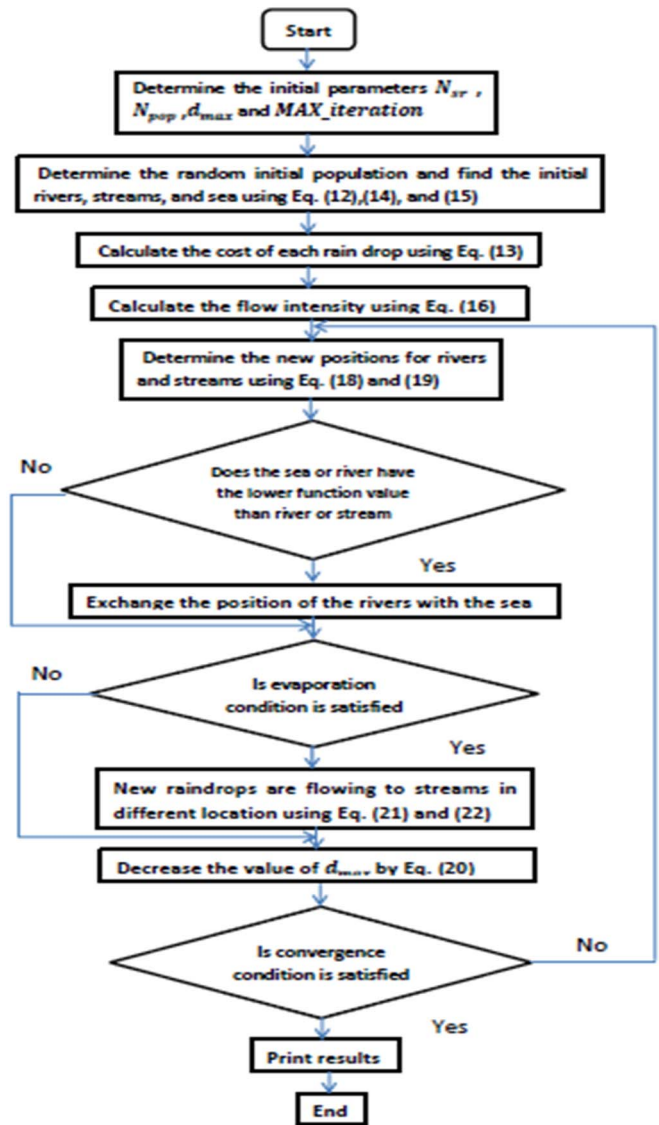 Start
Determine the initial parameters N_sr ,
N_pop ,d_max and MAX_iteration
Determine the random initial population and find the initial
rivers, streams, and sea using Eq. (12),(14), and (15)
Calculate the cost of each rain drop using Eq. (13)
Calculate the flow intensity using Eq. (16)
Determine the new positions for rivers
and streams using Eq. (18) and (19)
No
Does the sea or river have
the lower function value
than river or stream
Yes
Exchange the position of the rivers with the sea
No
Is evaporation
condition is satisfied
Yes
New raindrops are flowing to streams in
different location using Eq. (21) and (22)
Decrease the value of d_max by Eq. (20)
Is convergence
condition is satisfied
No
Yes
Print results
End